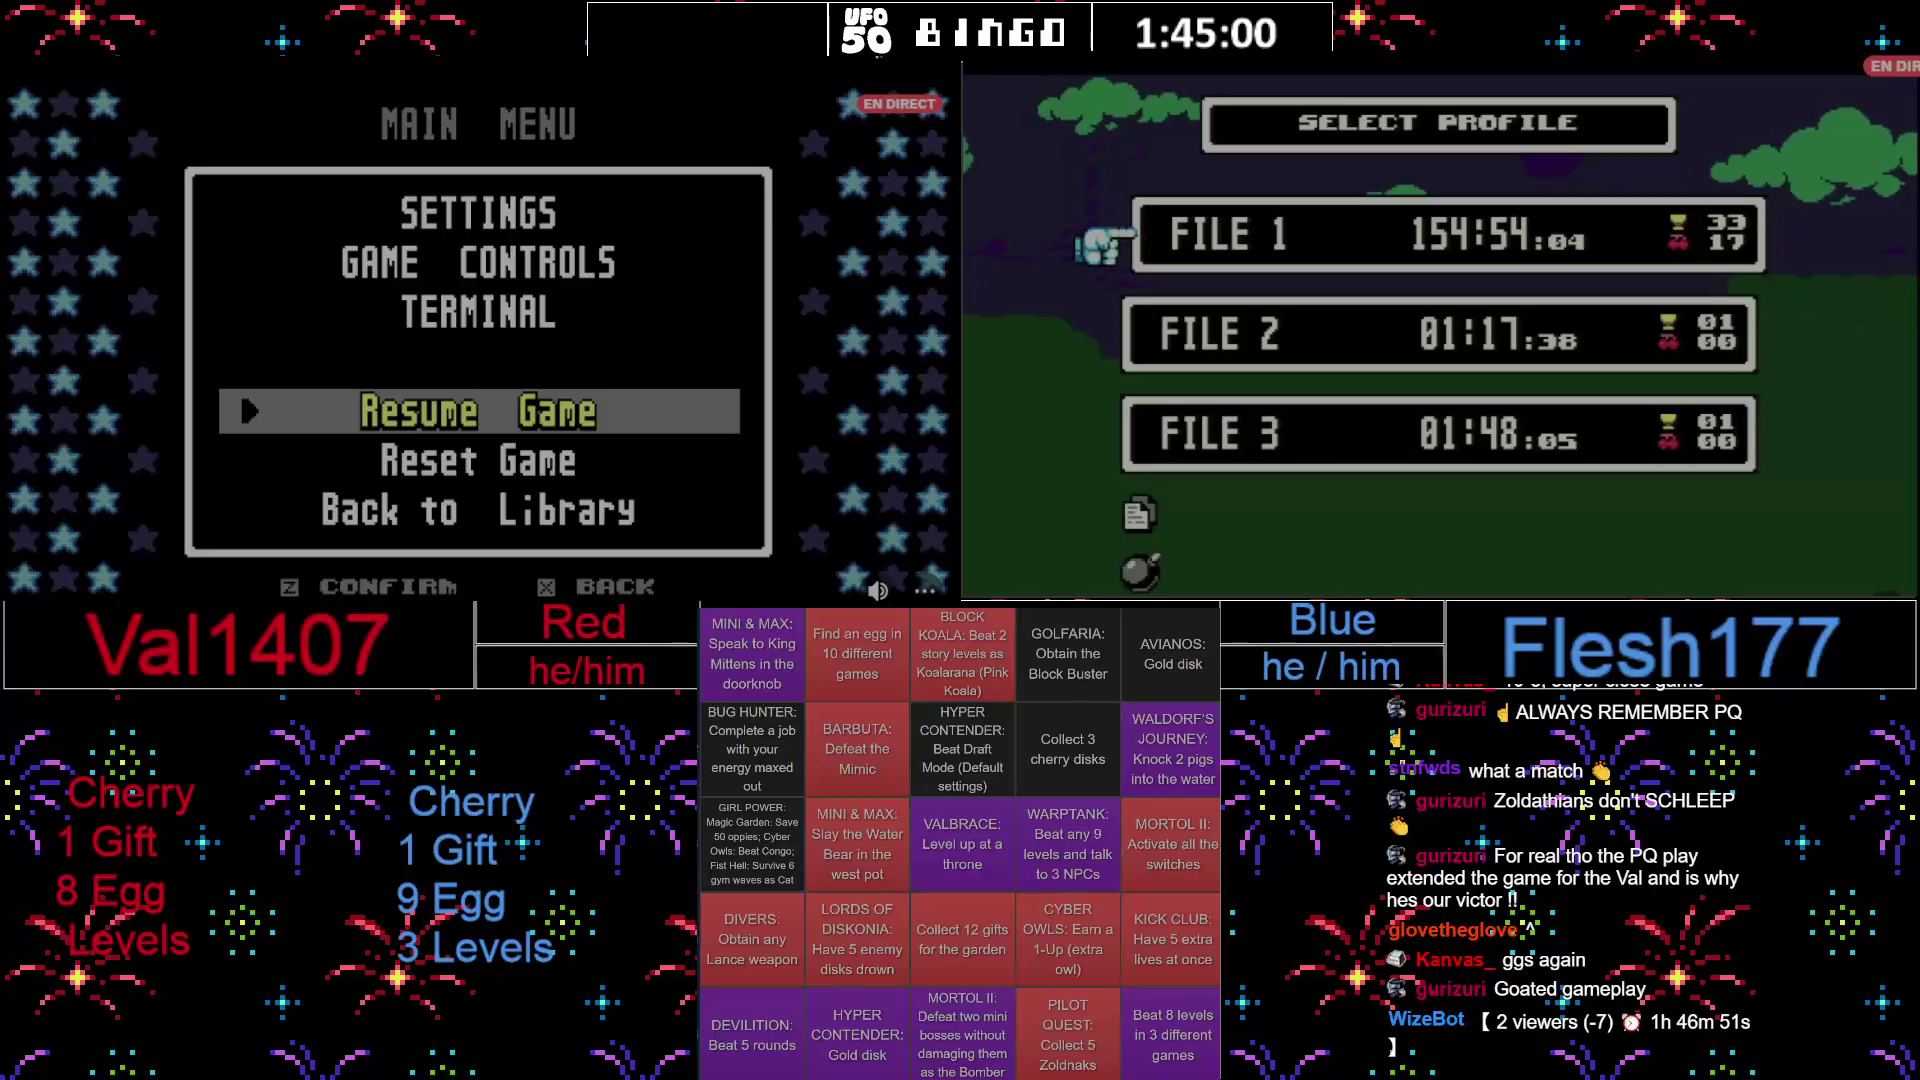 UFO
50
BINGO
1:45:00
EN DIRECT
MAIN MENU
SETTINGS
GAME CONTROLS
TERMINAL
Resume Game
Reset Game
Back to Library
Z CONFIRM
X BACK
EN DIR
SELECT PROFILE
FILE 1 154:54:04 33
17
FILE 2 01:17:38 01
00
FILE 3 01:48:05 01
00
Val1407
Red
he/him
Blue
he / him
Flesh177
Cherry
1 Gift
8 Egg
Levels
Cherry
1 Gift
9 Egg
3 Levels
MINI & MAX:
Speak to King
Mittens in the
doorknob
Find an egg in
10 different
games
BLOCK
KOALA: Beat 2
story levels as
Koalarana (Pink
Koala)
GOLFARIA:
Obtain the
Block Buster
AVIANOS:
Gold disk
BUG HUNTER:
Complete a job
with your
energy maxed
out
BARBUTA:
Defeat the
Mimic
HYPER
CONTENDER:
Beat Draft
Mode (Default
settings)
Collect 3
cherry disks
WALDORF'S
JOURNEY:
Knock 2 pigs
into the water
GIRL POWER:
Magic Garden: Save
50 oppies; Cyber
Owls: Beat Congo;
Fist Hell: Survive 6
gym waves as Cat
MINI & MAX:
Slay the Water
Bear in the
west pot
VALBRACE:
Level up at a
throne
WARPTANK:
Beat any 9
levels and talk
to 3 NPCs
MORTOL II:
Activate all the
switches
DIVERS:
Obtain any
Lance weapon
LORDS OF
DISKONIA:
Have 5 enemy
disks drown
Collect 12 gifts
for the garden
CYBER
OWLS: Earn a
1-Up (extra
owl)
KICK CLUB:
Have 5 extra
lives at once
DEVILITION:
Beat 5 rounds
HYPER
CONTENDER:
Gold disk
MORTOL II:
Defeat two mini
bosses without
damaging them
as the Bomber
PILOT
QUEST:
Collect 5
Zoldnaks
Beat 8 levels
in 3 different
games
gurizuri ☝ALWAYS REMEMBER PQ
☝
stnfwds what a match 👏
gurizuri Zoldathians don't SCHLEEP
👏
gurizuri For real tho the PQ play
extended the game for the Val and is why
hes our victor !!
glovetheglove ^
Kanvas_ ggs again
gurizuri Goated gameplay
WizeBot 【 2 viewers (-7) ⏰ 1h 46m 51s
】